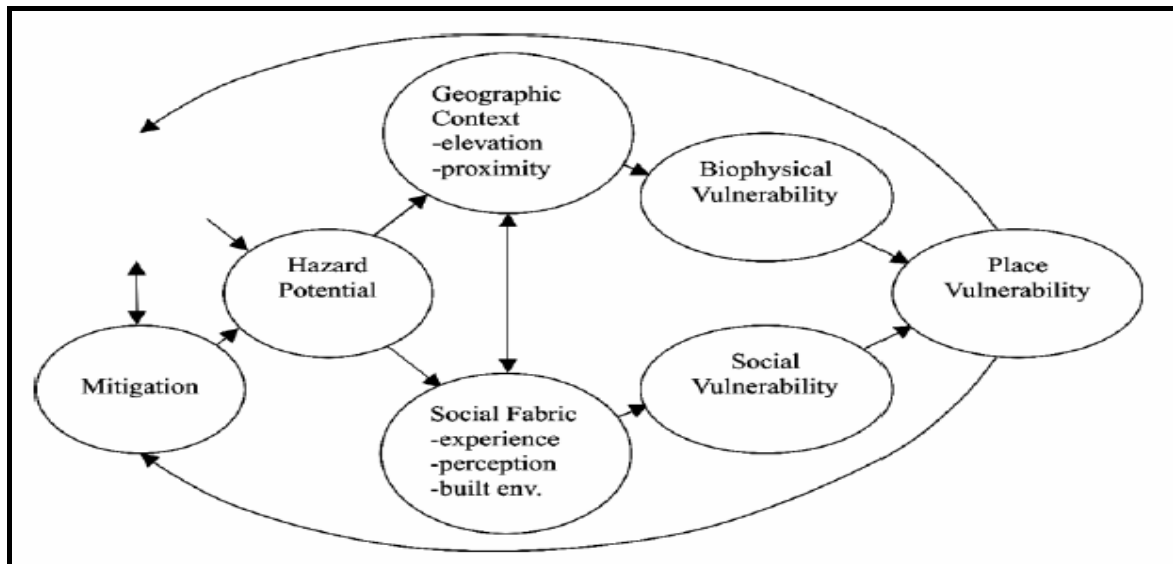 Geographic
Context
-elevation
-proximity
Biophysical
Vulnerability
Hazard
Potential
Place
Vulnerability
Mitigation
Social Fabric
-experience
-perception
-built env.
Social
Vulnerability